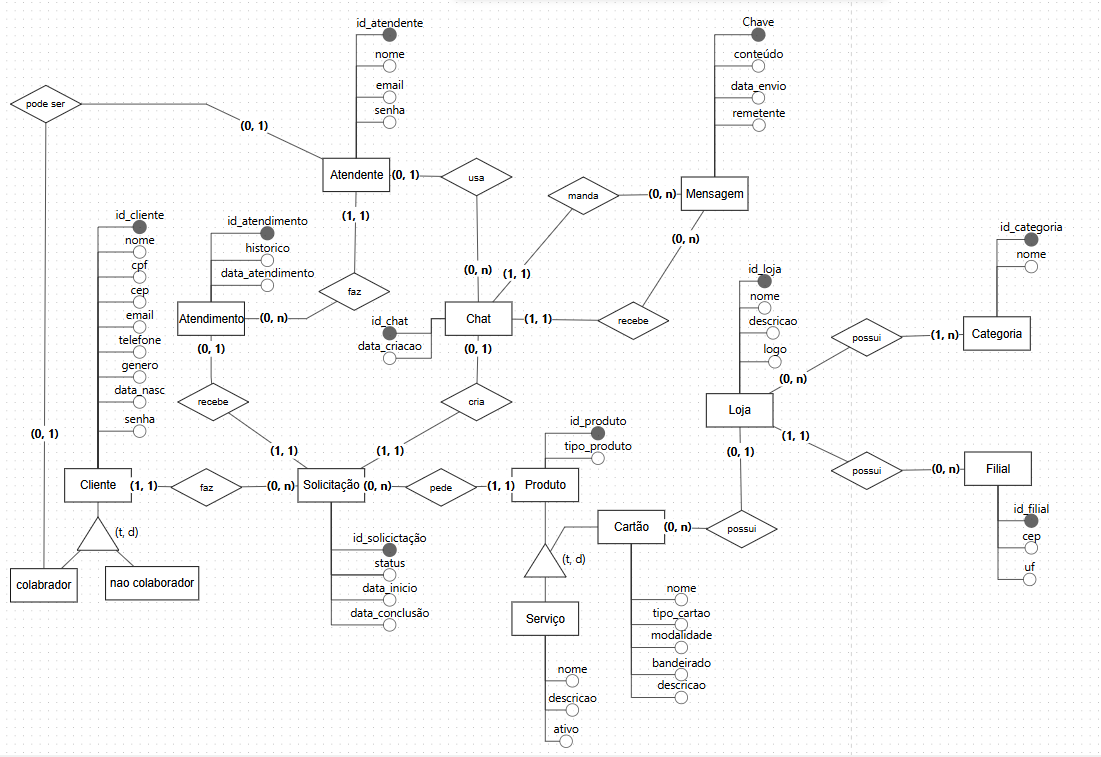 id_atendente
nome
email
senha
pode ser
(0, 1)
Atendente
(0, 1)
usa
(1, 1)
(0, n)
Chave
conteúdo
data_envio
remetente
manda
(0, n)
Mensagem
(0, n)
(1, 1)
id_cliente
nome
cpf
cep
email
telefone
genero
data_nasc
senha
id_atendimento
historico
data_atendimento
Atendimento
(0, n)
faz
(0, 1)
recebe
(1, 1)
id_chat
data_criacao
Chat
(1, 1)
recebe
(0, 1)
cria
(1, 1)
id_categoria
nome
Categoria
(1, n)
possui
(0, n)
id_loja
nome
descricao
logo
Loja
(1, 1)
(0, 1)
possui
(0, n)
Filial
id_filial
cep
uf
(0, 1)
Cliente
(1, 1)
faz
(0, n)
Solicitação
(0, n)
pede
(1, 1)
Produto
id_produto
tipo_produto
(t, d)
colabrador
nao colaborador
id_solicictação
status
data_inicio
data_conclusão
(t, d)
Cartão
(0, n)
possui
nome
tipo_cartao
modalidade
bandeirado
descricao
Serviço
nome
descricao
ativo